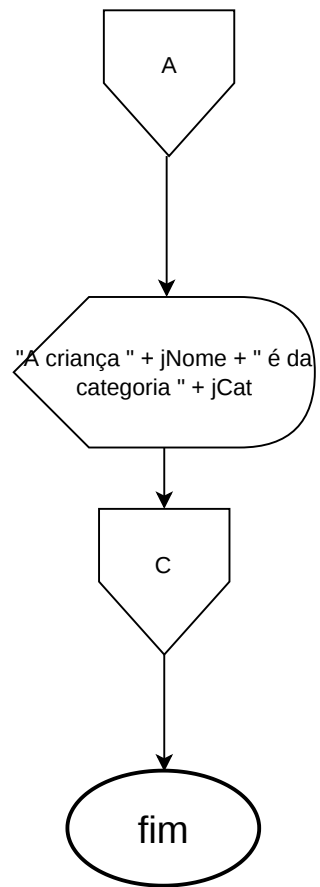 A
"A criança " + jNome + " é da
categoria " + jCat
C
fim